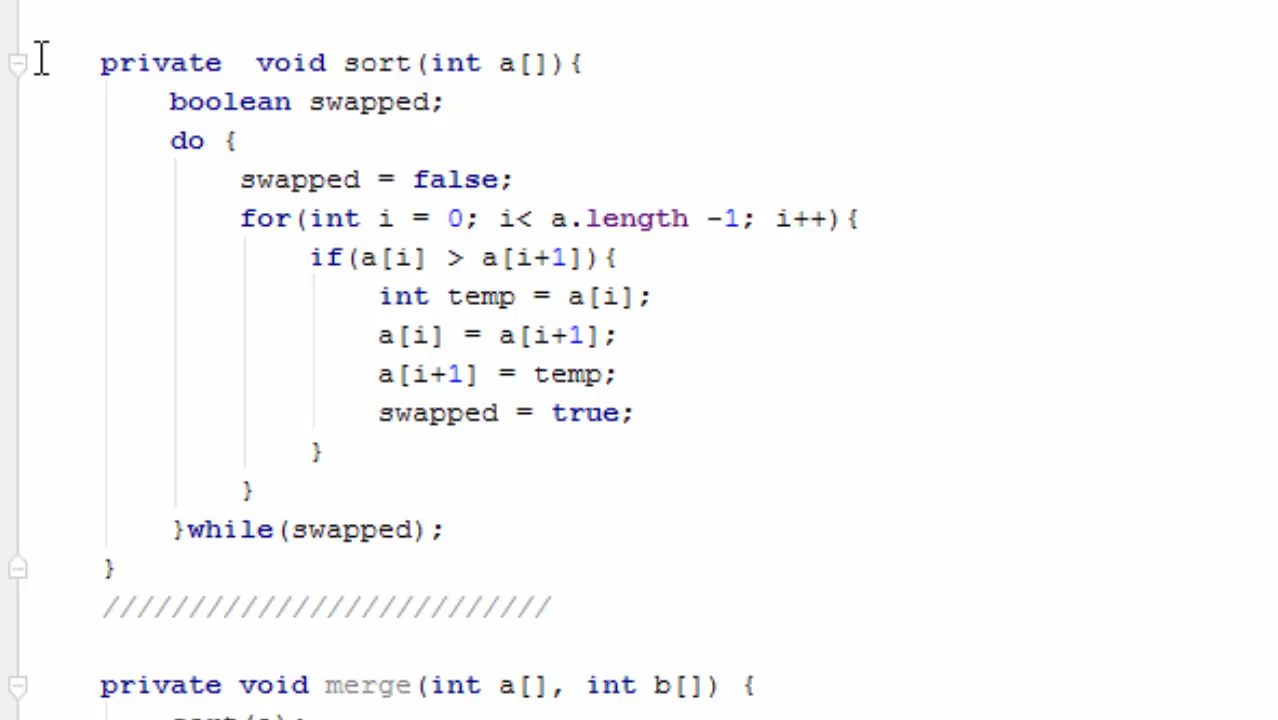 private  void sort(int a[]){
boolean swapped;
do {
swapped = false;
for(int i = 0; i< a.length -1; i++){
if(a[i] > a[i+1]){
int temp = a[i];
a[i] = a[i+1];
a[i+1] = temp;
swapped = true;
}
}
}while(swapped);
}
//////////////////////////
private void merge(int a[], int b[]) {
sort(a);